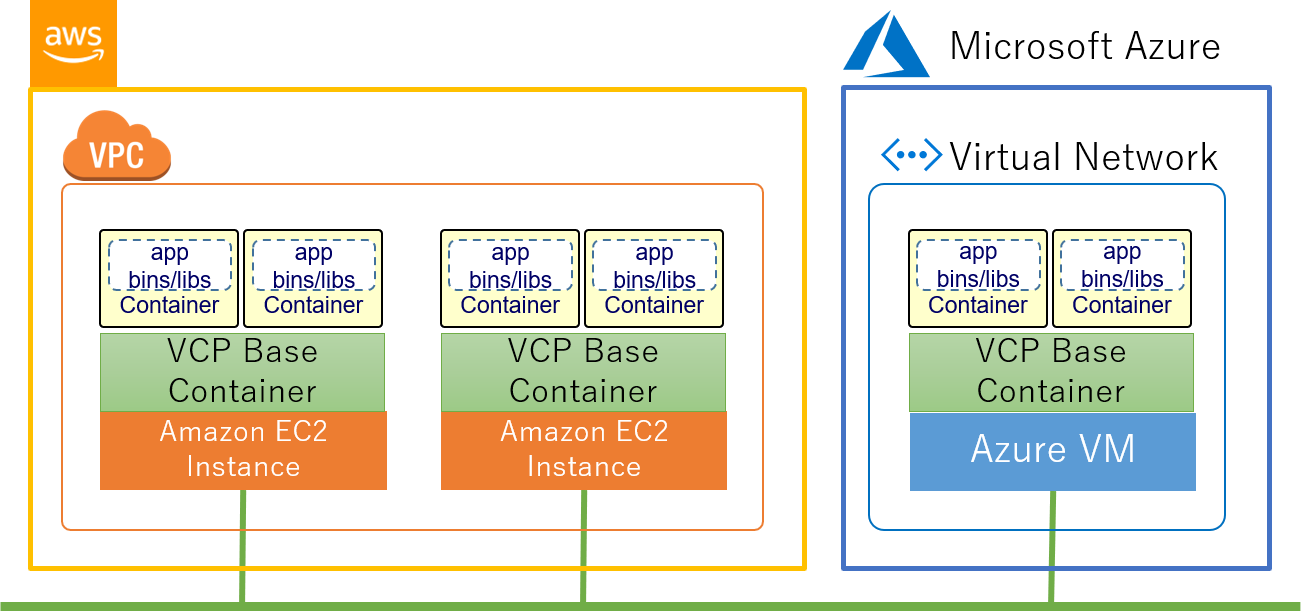 aws
Microsoft Azure
VPC
Virtual Network
app
bins/libs
Container
app
bins/libs
Container
app
bins/libs
Container
app
bins/libs
Container
app
bins/libs
Container
app
bins/libs
Container
VCP Base
Container
VCP Base
Container
VCP Base
Container
Amazon EC2
Instance
Amazon EC2
Instance
Azure VM